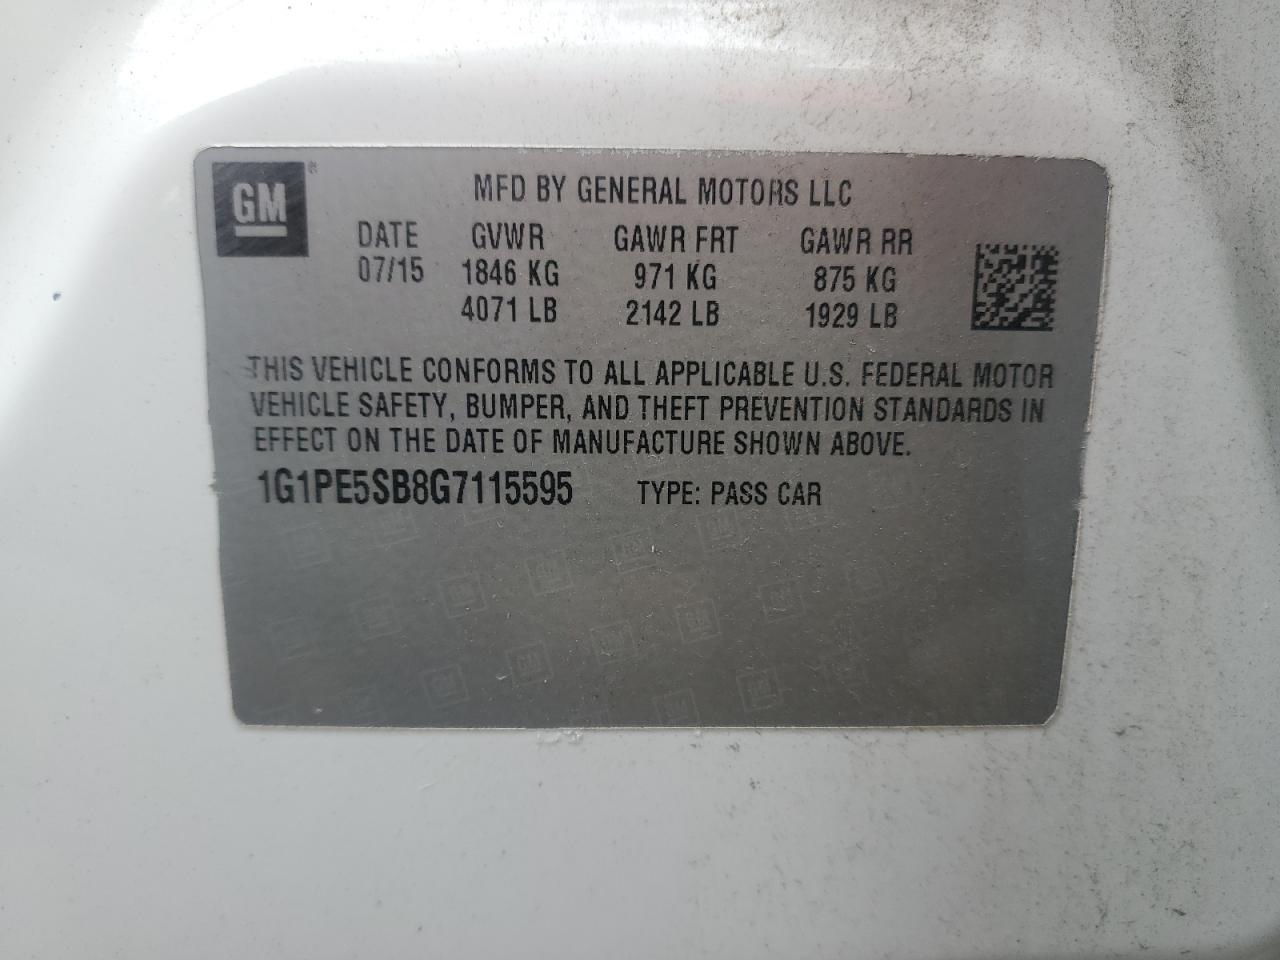 GM ®
MFD BY GENERAL MOTORS LLC
DATE GVWR GAWR FRT GAWR RR
07/15 1846 KG 971 KG 875 KG
4071 LB 2142 LB 1929 LB
THIS VEHICLE CONFORMS TO ALL APPLICABLE U.S. FEDERAL MOTOR
VEHICLE SAFETY, BUMPER, AND THEFT PREVENTION STANDARDS IN
EFFECT ON THE DATE OF MANUFACTURE SHOWN ABOVE.
1G1PE5SB8G7115595 TYPE: PASS CAR